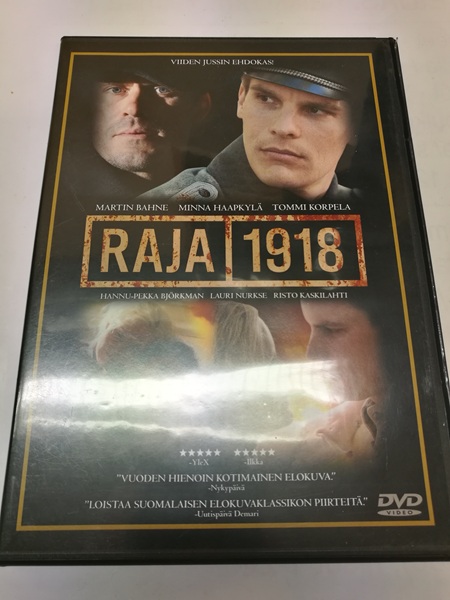 VIIDEN JUSSIN EHDOKAS!
MARTIN BAHNE MINNA HAAPKYLÄ TOMMI KORPELA
RAJA 1918
HANNU-PEKKA BJÖRKMAN LAURI NURKSE RISTO KASKILAHTI
★★★★★ ★★★★★
-YleX -Ilkka
"VUODEN HIENOIN KOTIMAINEN ELOKUVA."
-Nykypäivä
"LOISTAA SUOMALAISEN ELOKUVAKLASSIKON PIIRTEITÄ."
-Uutispäivä Demari
DVD
VIDEO